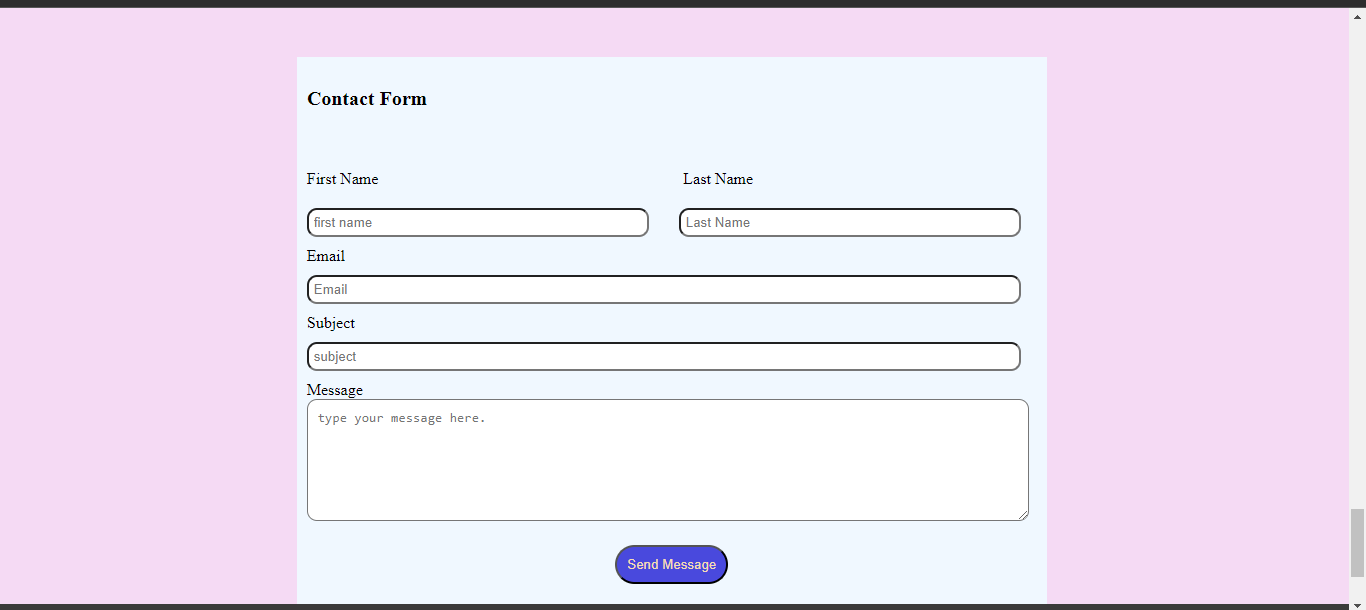 Contact Form
First Name Last Name
first name Last Name
Email
Email
Subject
subject
Message
type your message here.
Send Message